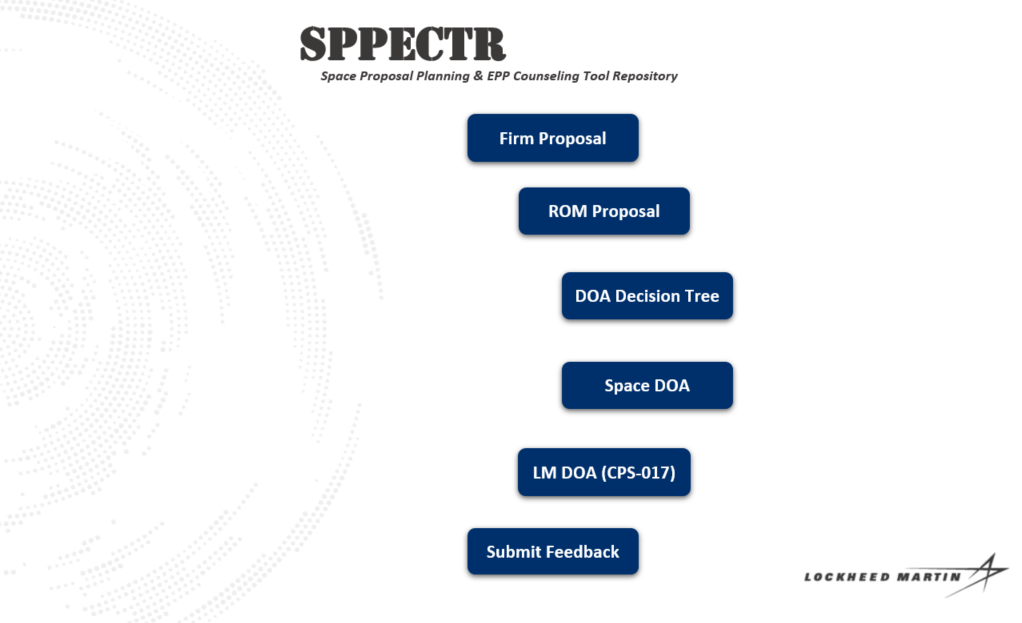 SPPECTR
Space Proposal Planning & EPP Counseling Tool Repository
Firm Proposal
ROM Proposal
DOA Decision Tree
Space DOA
LM DOA (CPS-017)
Submit Feedback
LOCKHEED MARTIN